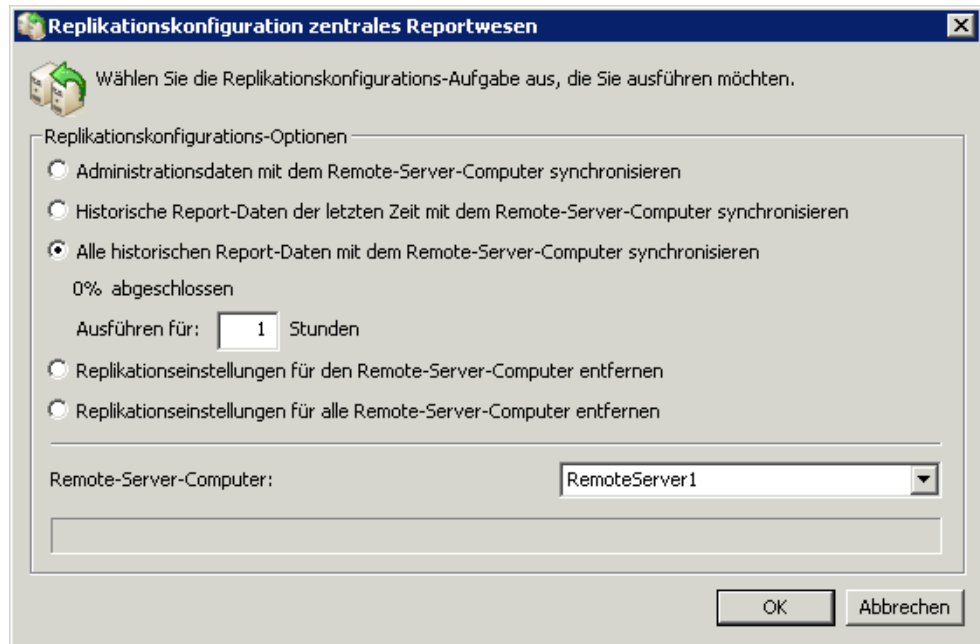 Replikationskonfiguration zentrales Reportwesen
Wählen Sie die Replikationskonfigurations-Aufgabe aus, die Sie ausführen möchten.
Replikationskonfigurations-Optionen
Administrationsdaten mit dem Remote-Server-Computer synchronisieren
Historische Report-Daten der letzten Zeit mit dem Remote-Server-Computer synchronisieren
Alle historischen Report-Daten mit dem Remote-Server-Computer synchronisieren
0% abgeschlossen
Ausführen für: 1 Stunden
Replikationseinstellungen für den Remote-Server-Computer entfernen
Replikationseinstellungen für alle Remote-Server-Computer entfernen
Remote-Server-Computer: RemoteServer1
OK Abbrechen